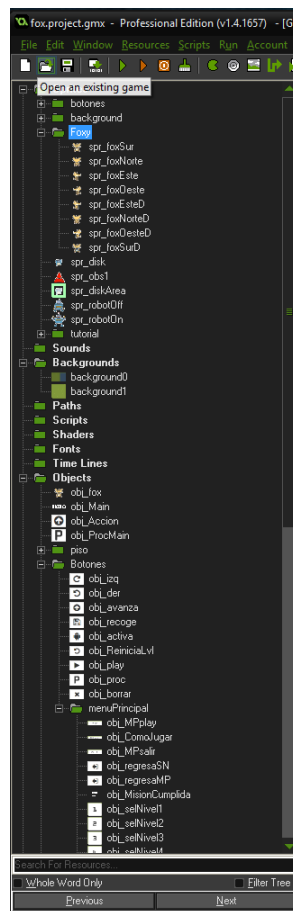 fox.project.gmx - Professional Edition (v1.4.1657) - [G
File Edit Window Resources Scripts Run Account
Open an existing game
botones
background
Foxy
spr_foxSur
spr_foxNorte
spr_foxEste
spr_foxOeste
spr_foxEsteD
spr_foxNorteD
spr_foxOesteD
spr_foxSurD
spr_disk
spr_obs1
spr_diskArea
spr_robotOff
spr_robotOn
tutorial
Sounds
Backgrounds
background0
background1
Paths
Scripts
Shaders
Fonts
Time Lines
Objects
obj_fox
obj_Main
obj_Accion
P obj_ProcMain
piso
Botones
obj_izq
obj_der
obj_avanza
obj_recoge
obj_activa
obj_ReiniciaLvl
obj_play
P obj_proc
x obj_borrar
menuPrincipal
obj_MPplay
obj_ComoJugar
obj_MPsalir
obj_regresaSN
obj_regresaMP
obj_MisionCumplida
1 obj_selNivel1
2 obj_selNivel2
3 obj_selNivel3
obj_selNivel4
Search For Resources...
Whole Word Only Filter Tree
Previous Next